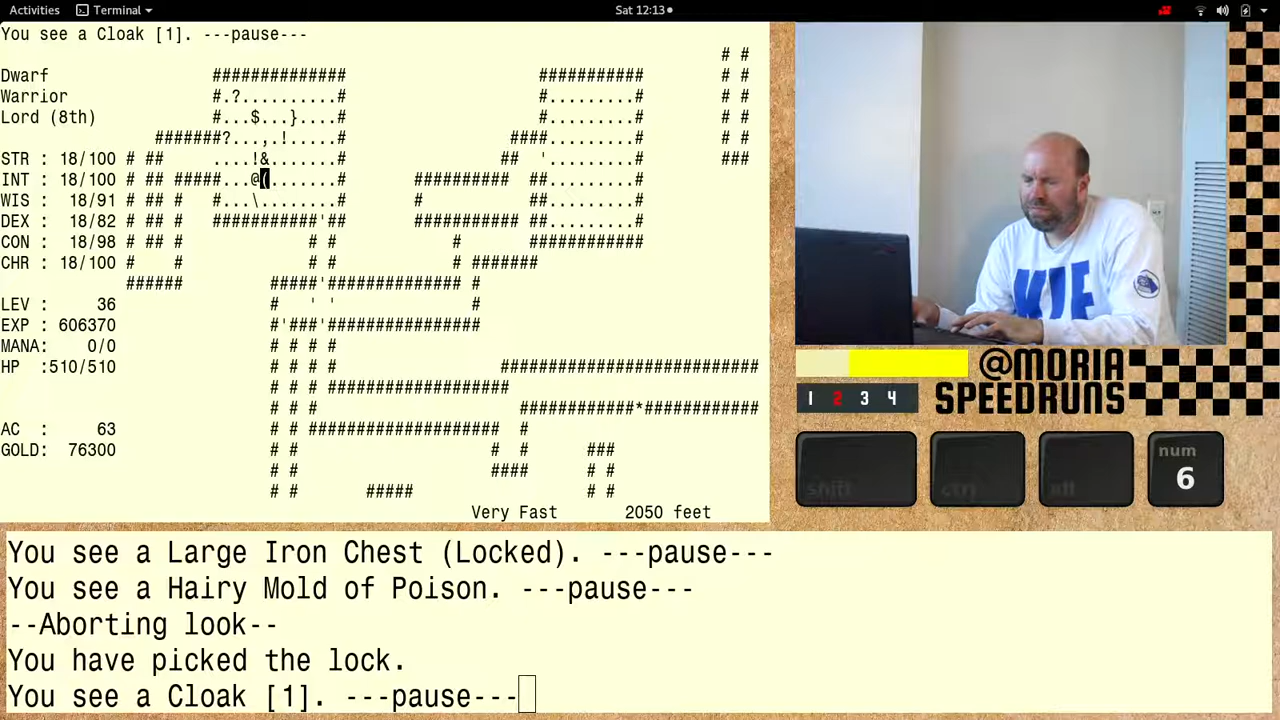 Activities Terminal Sat 12:13
You see a Cloak [1]. ---pause---
# #
Dwarf ############## ########### # #
Warrior #.?..........# #.........# # #
Lord (8th) #...$...}....# #.........# # #
#######?...,.!....# ####.........# # #
STR : 18/100 # ## ....!&.......# ## '.........# ###
INT : 18/100 # ## #####...@(.......# ########## ##.........#
WIS : 18/91 # ## # #...\........# # ##.........#
DEX : 18/82 # ## # ###########'## ########### ##.........#
CON : 18/98 # ## # # # # ############
CHR : 18/100 # # # # # #######
###### #####'############## #
LEV : 36 # ' ' #
EXP : 606370 #'###'################
MANA: 0/0 # # # #
HP :510/510 # # # # ############################
# # # ####################
# # # ############*############
AC : 63 # # #################### #
GOLD: 76300 # # # # ###
# # #### # #
# # ##### # #
Very Fast 2050 feet
VIE
@MORIA
1 2 3 4 SPEEDRUNS
shift ctrl alt num
6
You see a Large Iron Chest (Locked). ---pause---
You see a Hairy Mold of Poison. ---pause---
--Aborting look--
You have picked the lock.
You see a Cloak [1]. ---pause---